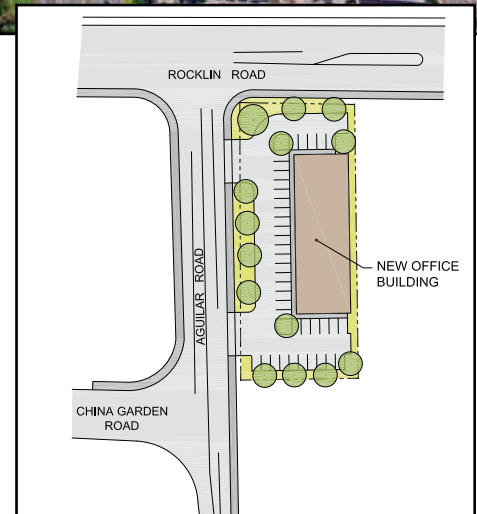 ROCKLIN ROAD
AGUILAR ROAD
NEW OFFICE
BUILDING
CHINA GARDEN
ROAD